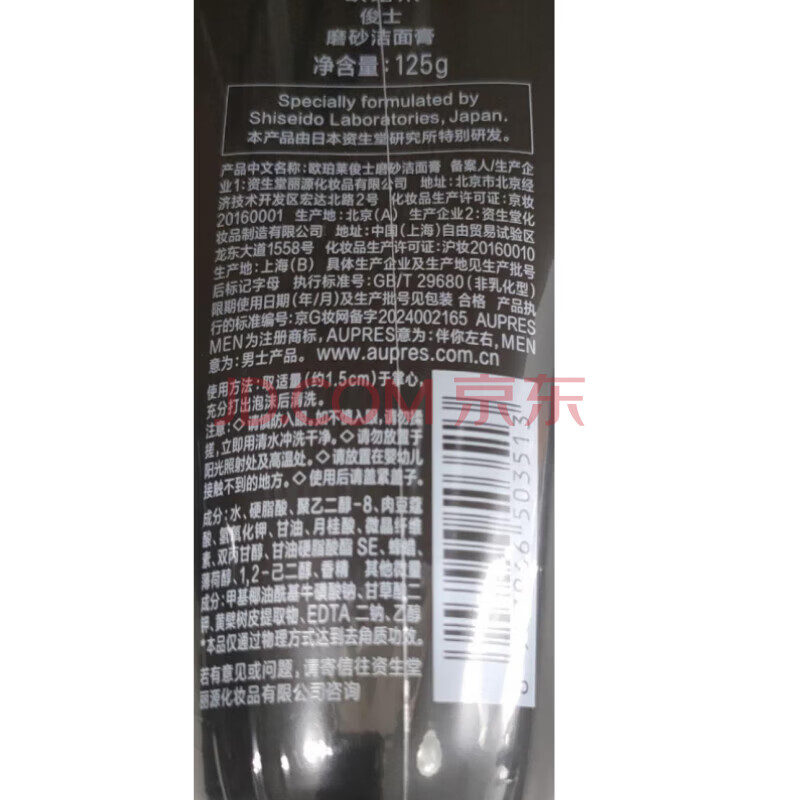 俊士
磨砂洁面膏
净含量:125g
Specially formulated by
Shiseido Laboratories, Japan.
本产品由日本资生堂研究所特别研发。
产品中文名称:欧珀莱俊士磨砂洁面膏 备案人/生产企
业1:资生堂丽源化妆品有限公司 地址:北京市北京经
济技术开发区宏达北路2号 化妆品生产许可证:京妆
20160001 生产地:北京(A) 生产企业2:资生堂化
妆品制造有限公司 地址:中国(上海)自由贸易试验区
龙东大道1558号 化妆品生产许可证:沪妆20160010
生产地:上海(B) 具体生产企业及生产地见生产批号
后标记字母 执行标准号:GB/T 29680(非乳化型)
限期使用日期(年/月)及生产批号见包装 合格 产品执
行的标准编号:京G妆网备字2024002165 AUPRES
MEN为注册商标,AUPRES意为:伴你左右,MEN
意为:男士产品。 www.aupres.com.cn
使用方法:取适量(约1.5cm)于掌心,
充分打出泡沫后清洗。
注意:◇请慎防入眼,如不慎入眼,请勿揉
搓,立即用清水冲洗干净。◇请勿放置于
阳光照射处及高温处。◇请放置在婴幼儿
接触不到的地方。◇使用后请盖紧盖子。
成分:水、硬脂酸、聚乙二醇-8、肉豆蔻
酸、氢氧化钾、甘油、月桂酸、微晶纤维
素、双丙甘醇、甘油硬脂酸酯 SE、蜂蜡、
薄荷醇、1,2-己二醇、香精 其他微量
成分:甲基椰油酰基牛磺酸钠、甘草酸二
钾、黄檗树皮提取物、EDTA 二钠、乙醇
*本品仅通过物理方式达到去角质功效。
若有意见或问题,请寄信往资生堂
丽源化妆品有限公司咨询
503513
JD.COM 京东